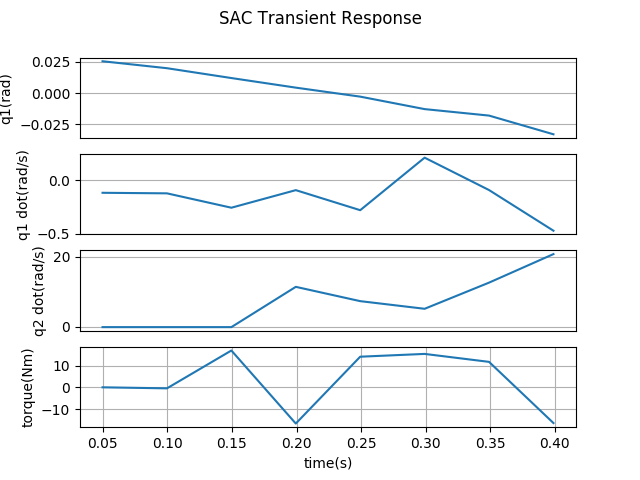 SAC Transient Response
q1(rad)
0.025
0.000
−0.025
q1 dot(rad/s)
0.0
−0.5
q2 dot(rad/s)
20
0
torque(Nm)
10
0
−10
0.05 0.10 0.15 0.20 0.25 0.30 0.35 0.40
time(s)